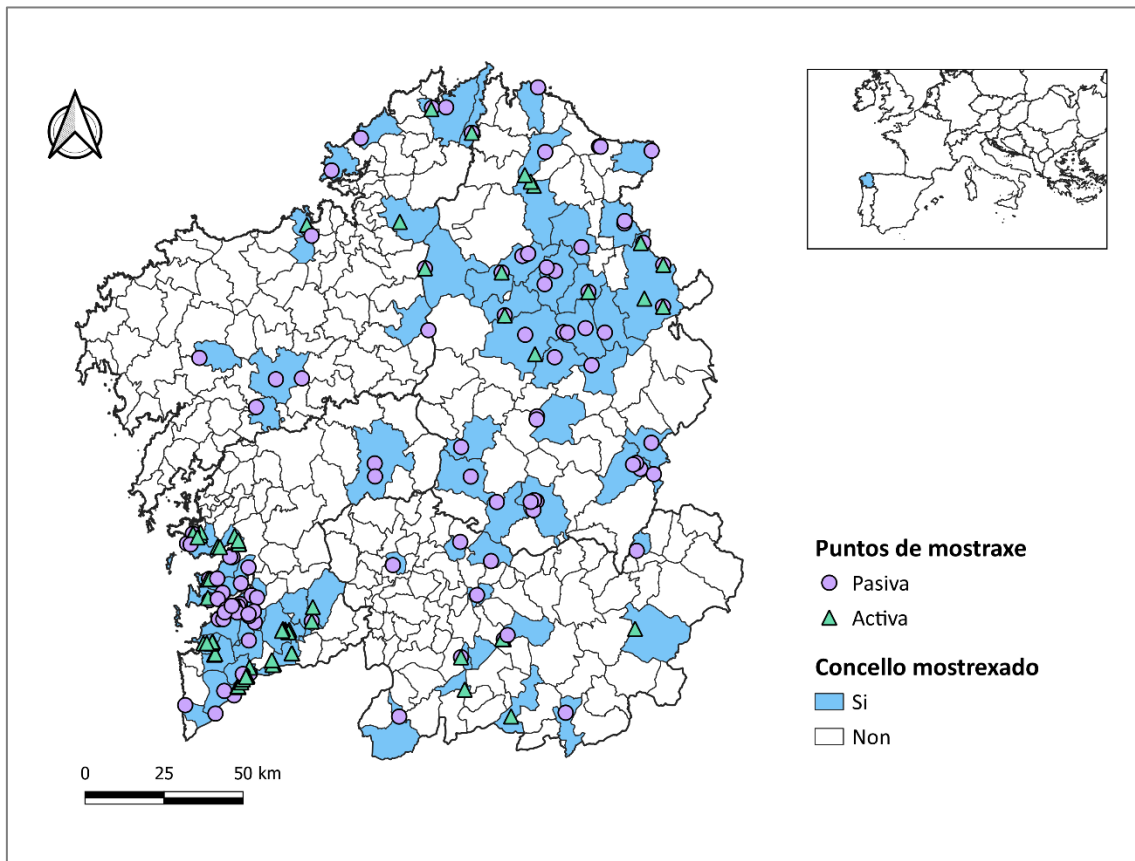 Puntos de mostraxe
Pasiva
Activa
Concello mostrexado
Si
Non
0 25 50 km